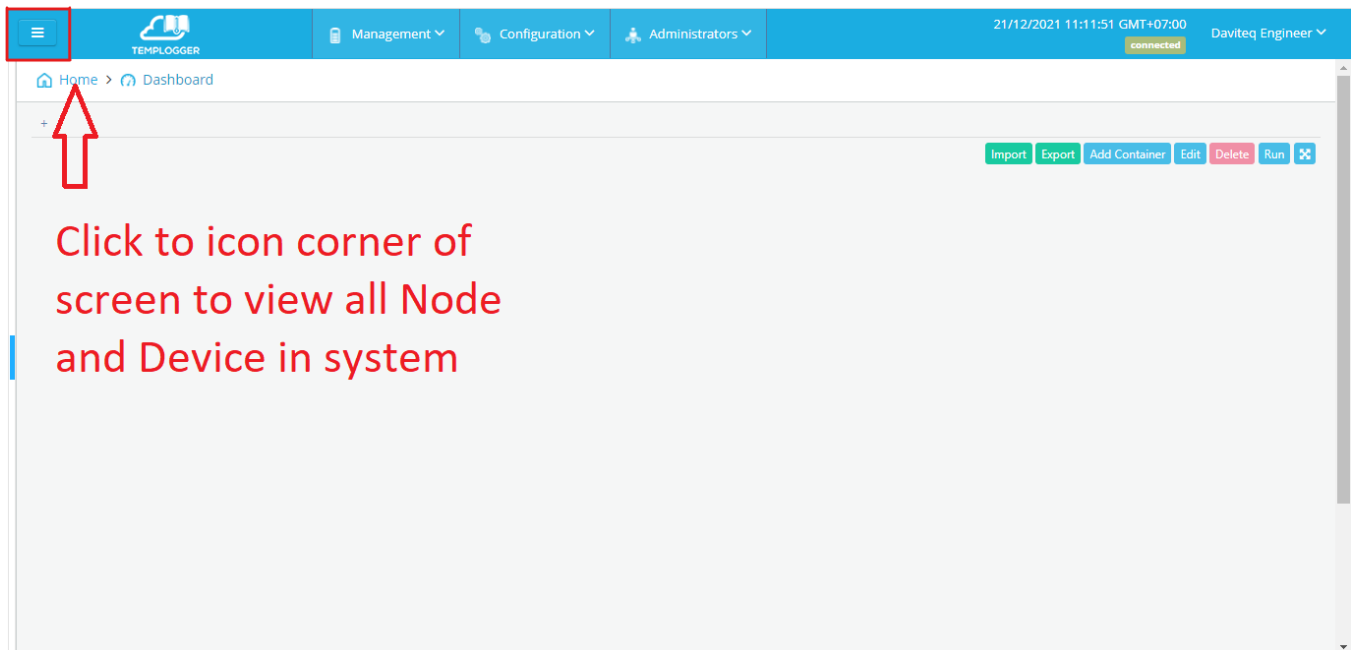 TEMPLOGGER
Management
Configuration
Administrators
21/12/2021 11:11:51 GMT+07:00
connected
Daviteq Engineer
Home > Dashboard
+
Import Export Add Container Edit Delete Run
Click to icon corner of
screen to view all Node
and Device in system